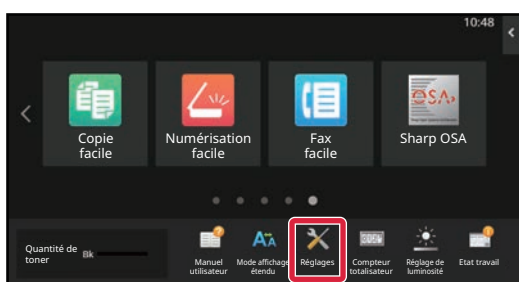 10:48
Copie
facile
Numérisation
facile
Fax
facile
OSA
Sharp OSA
Quantité de
toner
Bk
Manuel
utilisateur
Mode affichage
étendu
Réglages
Compteur
totalisateur
Réglage de
luminosité
Etat travail